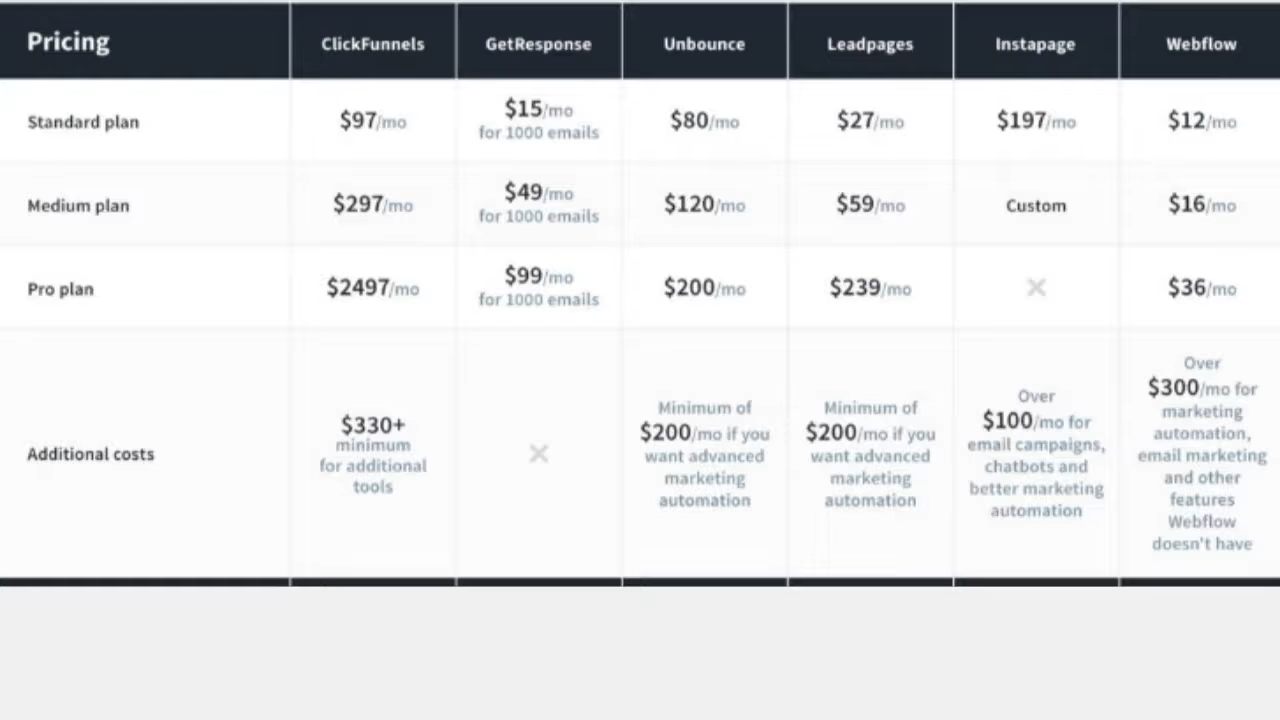 Pricing ClickFunnels GetResponse Unbounce Leadpages Instapage Webflow
Standard plan $97/mo $15/mo for 1000 emails $80/mo $27/mo $197/mo $12/mo
Medium plan $297/mo $49/mo for 1000 emails $120/mo $59/mo Custom $16/mo
Pro plan $2497/mo $99/mo for 1000 emails $200/mo $239/mo $36/mo
Additional costs
$330+
minimum
for additional
tools
Minimum of
$200/mo if you
want advanced
marketing
automation
Minimum of
$200/mo if you
want advanced
marketing
automation
Over
$100/mo for
email campaigns,
chatbots and
better marketing
automation
Over
$300/mo for
marketing
automation,
email marketing
and other
features
Webflow
doesn't have